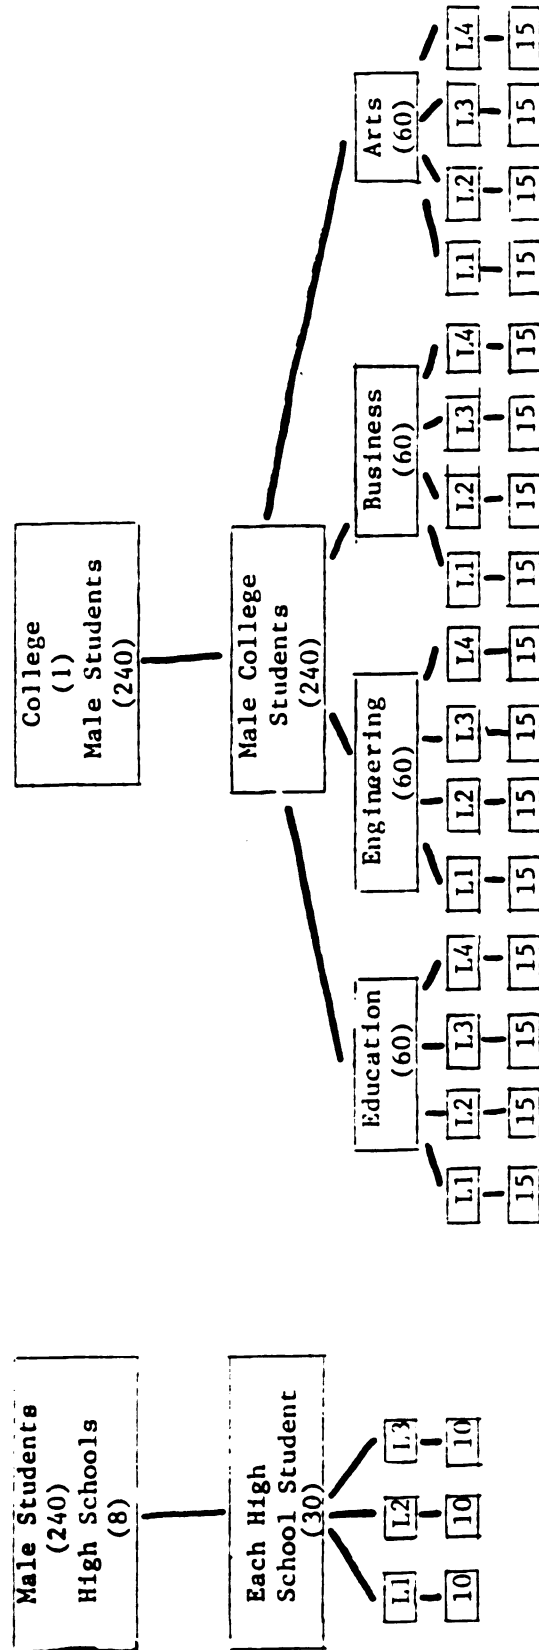 Male Students
(240)
High Schools
(8)
Each High
School Student
(30)
L1 L2 L3
10 10 10
College
(1)
Male Students
(240)
Male College
Students
(240)
Education
(60)
Engineering
(60)
Business
(60)
Arts
(60)
L1 L2 L3 L4 L1 L2 L3 L4 L1 L2 L3 L4 L1 L2 L3 L4
15 15 15 15 15 15 15 15 15 15 15 15 15 15 15 15